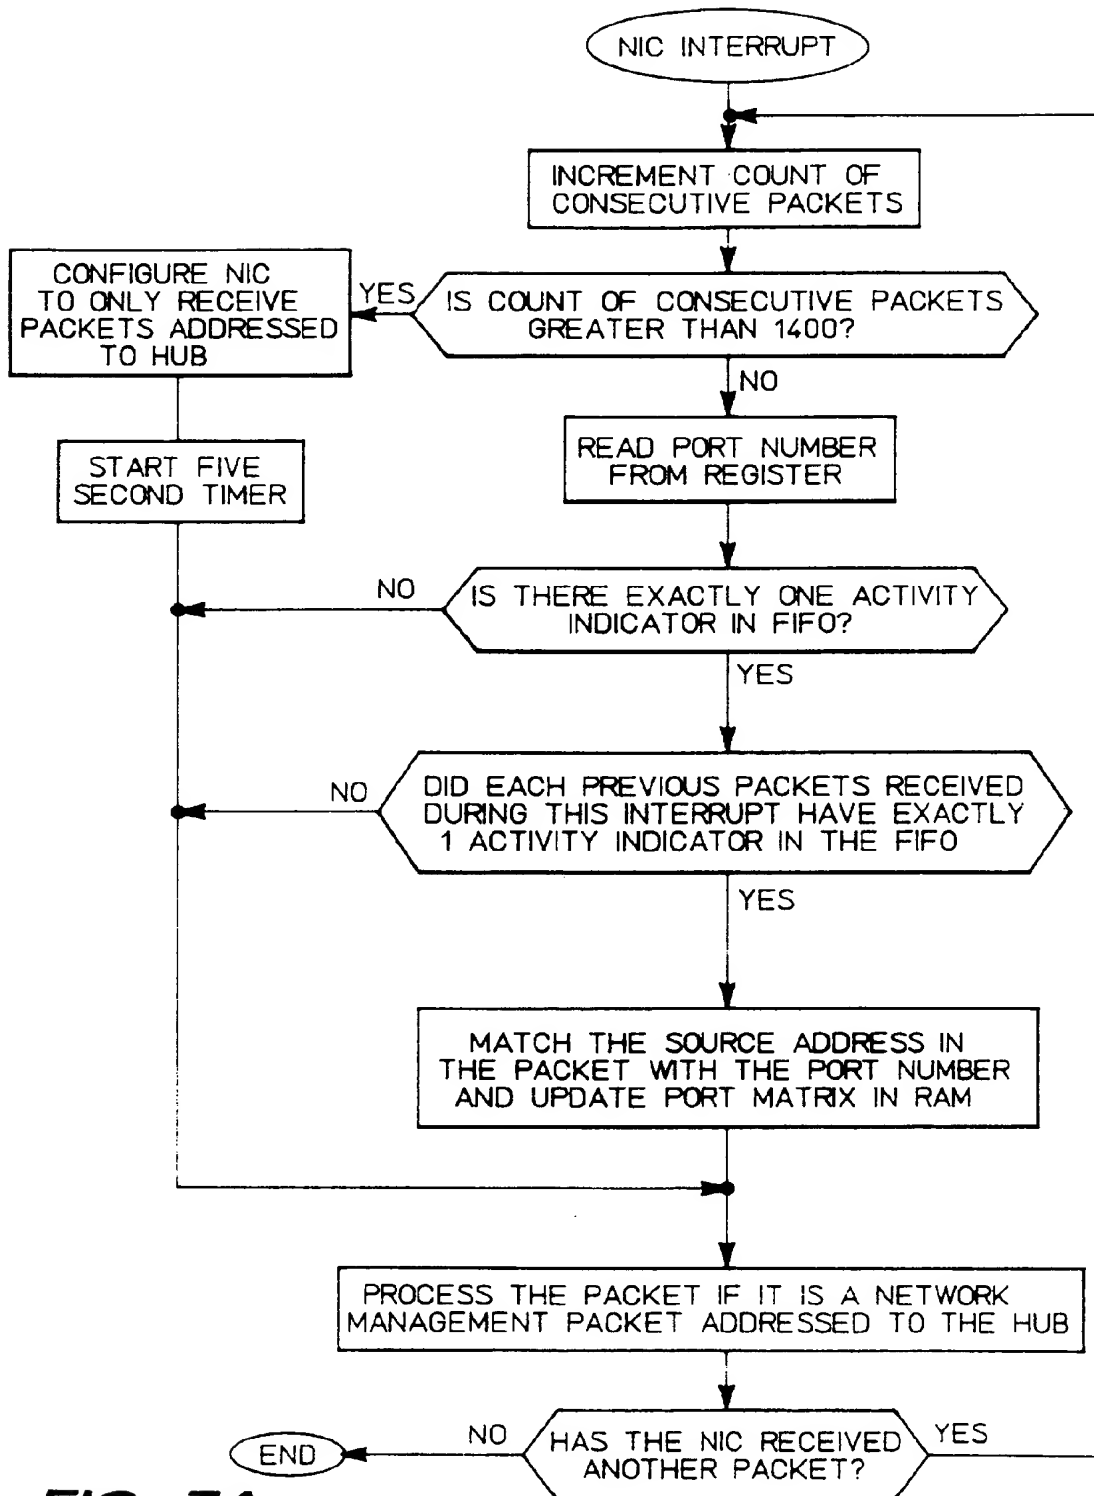 NIC INTERRUPT
INCREMENT COUNT OF
CONSECUTIVE PACKETS
CONFIGURE NIC
TO ONLY RECEIVE
PACKETS ADDRESSED
TO HUB
YES
IS COUNT OF CONSECUTIVE PACKETS
GREATER THAN 1400?
NO
READ PORT NUMBER
FROM REGISTER
START FIVE
SECOND TIMER
NO
IS THERE EXACTLY ONE ACTIVITY
INDICATOR IN FIFO?
YES
NO
DID EACH PREVIOUS PACKETS RECEIVED
DURING THIS INTERRUPT HAVE EXACTLY
1 ACTIVITY INDICATOR IN THE FIFO
YES
MATCH THE SOURCE ADDRESS IN
THE PACKET WITH THE PORT NUMBER
AND UPDATE PORT MATRIX IN RAM
PROCESS THE PACKET IF IT IS A NETWORK
MANAGEMENT PACKET ADDRESSED TO THE HUB
END
NO
HAS THE NIC RECEIVED
ANOTHER PACKET?
YES